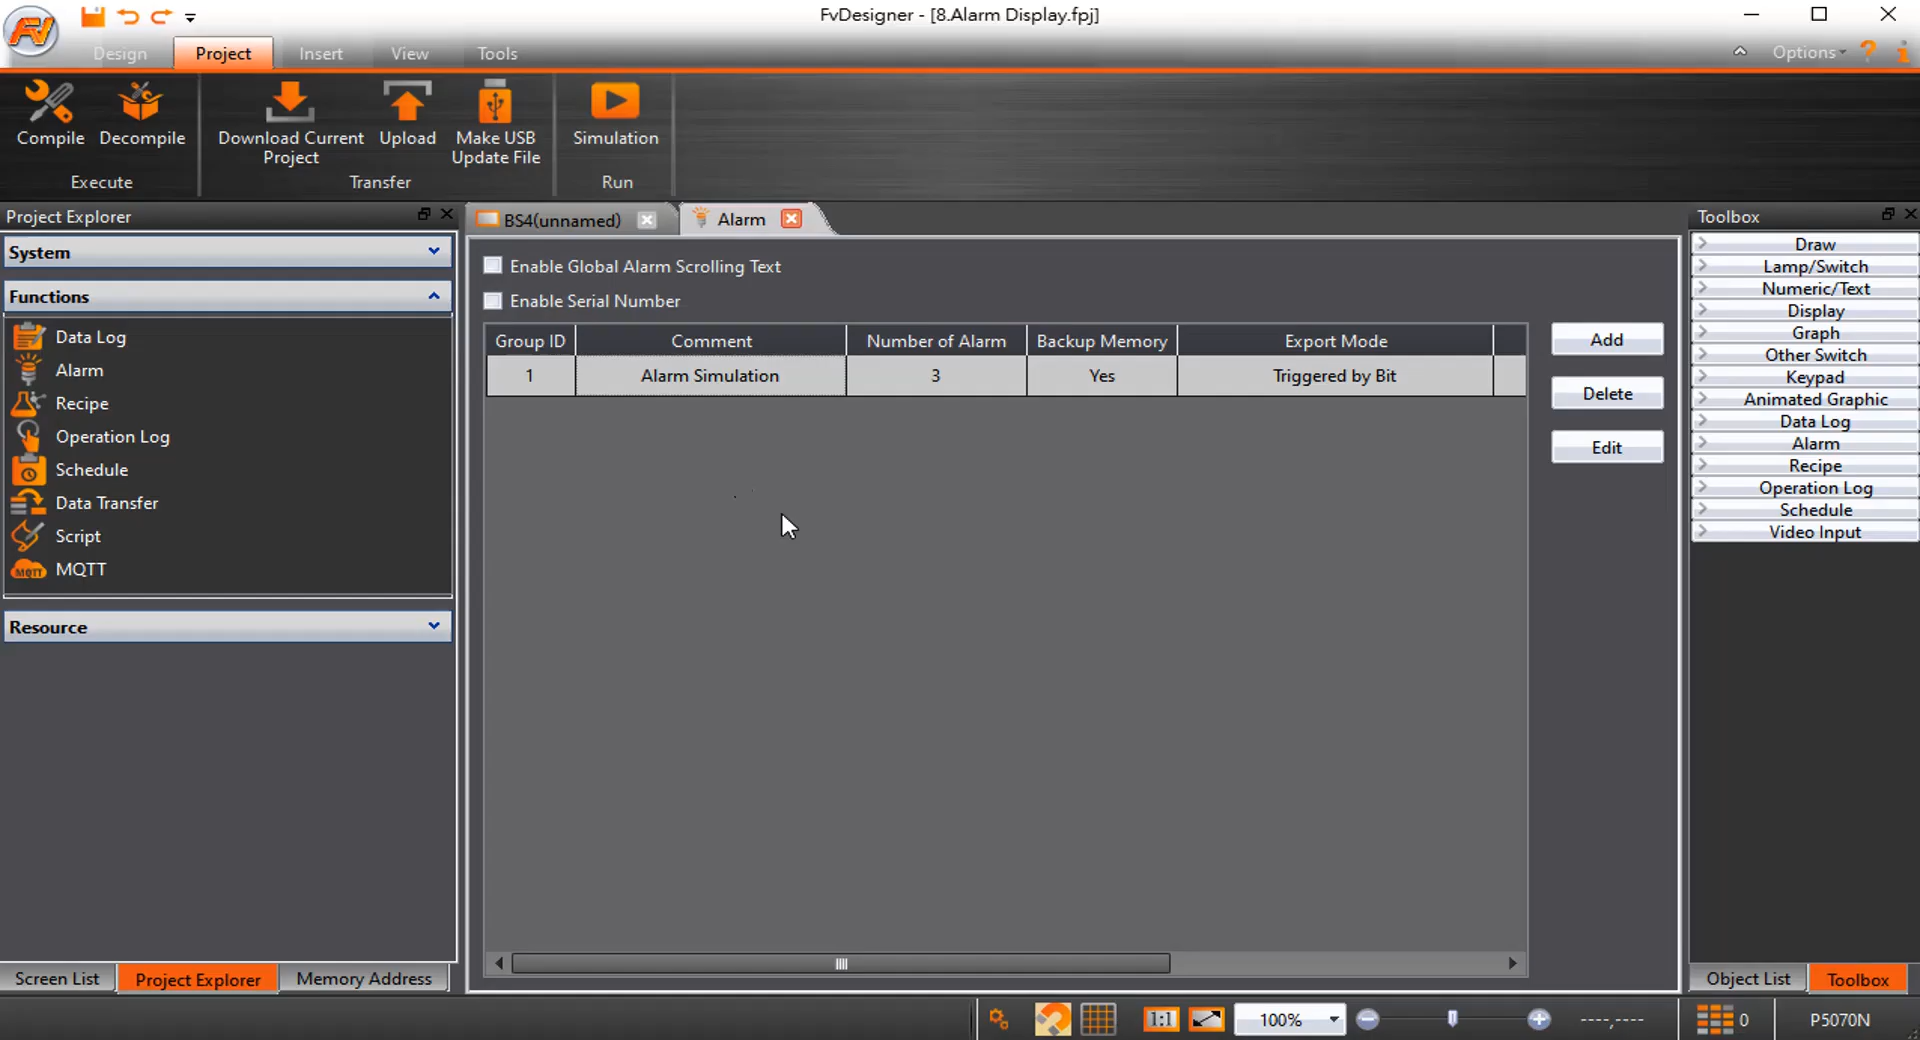 FvDesigner - [8.Alarm Display.fpj]
Design Project Insert View Tools Options
Compile Decompile Download Current Project Upload Make USB Update File Simulation
Execute Transfer Run
Project Explorer
System
Functions
Data Log
Alarm
Recipe
Operation Log
Schedule
Data Transfer
Script
MQTT
Resource
Screen List Project Explorer Memory Address
BS4(unnamed) Alarm
Enable Global Alarm Scrolling Text
Enable Serial Number
Group ID Comment Number of Alarm Backup Memory Export Mode
1 Alarm Simulation 3 Yes Triggered by Bit
Add
Delete
Edit
Toolbox
Draw
Lamp/Switch
Numeric/Text
Display
Graph
Other Switch
Keypad
Animated Graphic
Data Log
Alarm
Recipe
Operation Log
Schedule
Video Input
Object List Toolbox
1:1 100% ----,---- 0 P5070N